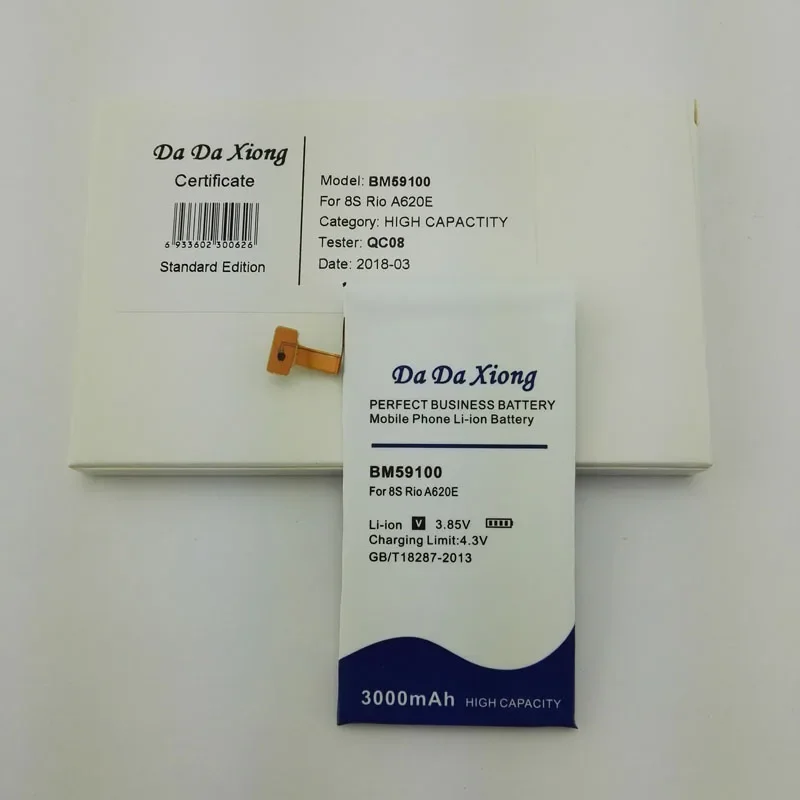 Da Da Xiong
Certificate
6 933602 300626
Standard Edition
Model: BM59100
For 8S Rio A620E
Category: HIGH CAPACTITY
Tester: QC08
Date: 2018-03
Da Da Xiong
PERFECT BUSINESS BATTERY
Mobile Phone Li-ion Battery
BM59100
For 8S Rio A620E
Li-ion V 3.85V
Charging Limit:4.3V
GB/T18287-2013
3000mAh HIGH CAPACITY